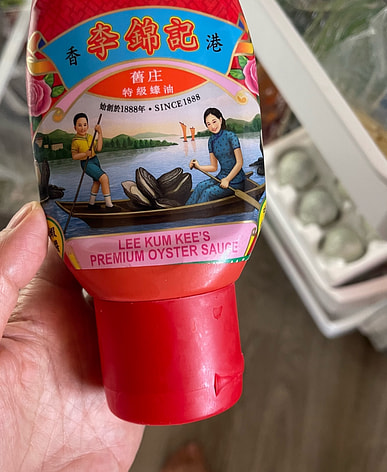 李錦記
香 港
舊庄
特級蠔油
始創於1888年 • SINCE 1888
LEE KUM KEE'S
PREMIUM OYSTER SAUCE